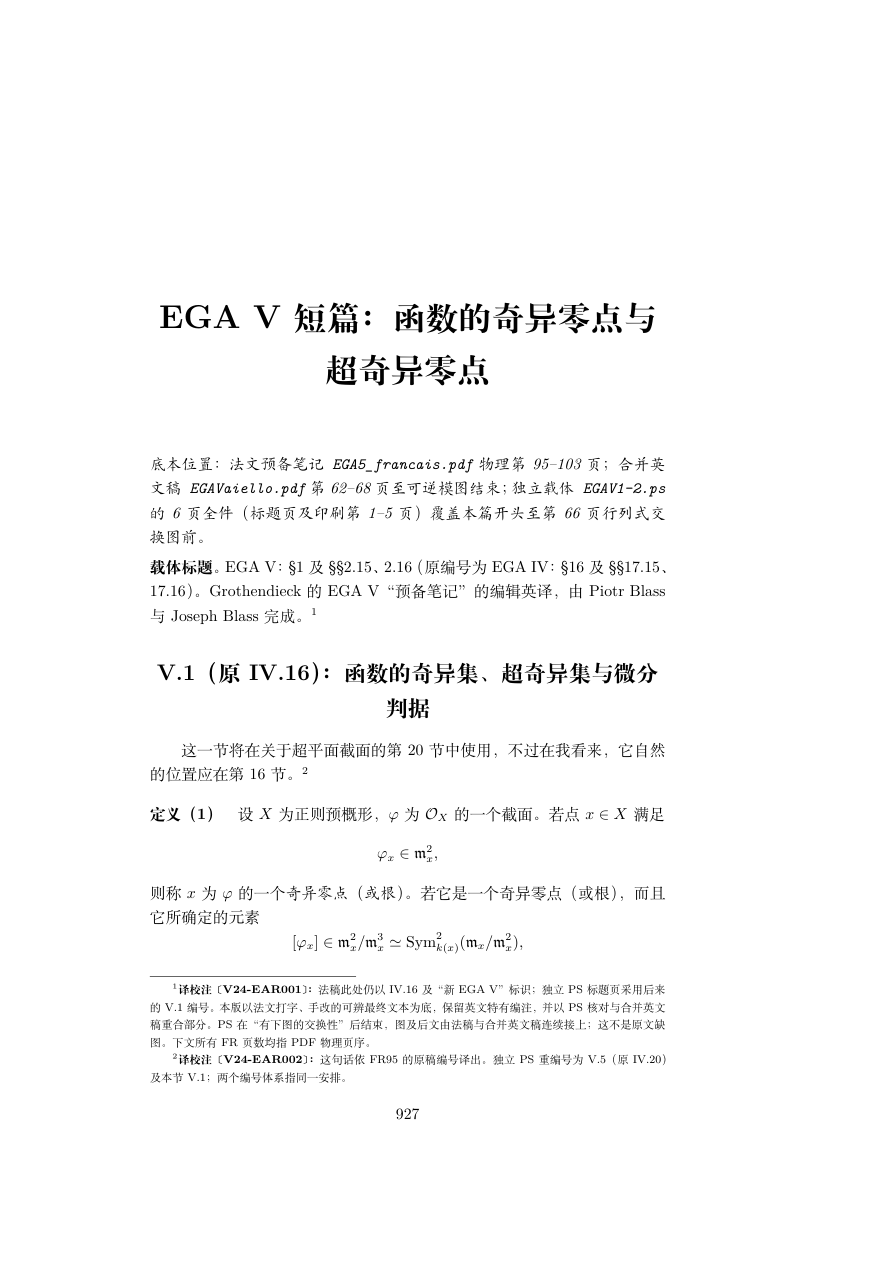 EGA V 短篇：函数的奇异零点与
超奇异零点
底本位置：法文预备笔记 EGA5_francais.pdf 物理第 95–103 页；合并英
文稿 EGAVaiello.pdf 第 62–68 页至可逆模图结束；独立载体 EGAV1-2.ps
的 6 页全件（标题页及印刷第 1–5 页）覆盖本篇开头至第 66 页行列式交
换图前。
载体标题。EGA V：§1 及 §§2.15、2.16（原编号为 EGA IV：§16 及 §§17.15、
17.16）。Grothendieck 的 EGA V “预备笔记” 的编辑英译，由 Piotr Blass
与 Joseph Blass 完成。¹
V.1（原 IV.16）：函数的奇异集、超奇异集与微分
判据
这一节将在关于超平面截面的第 20 节中使用，不过在我看来，它自然
的位置应在第 16 节。²
定义（1） 设 X 为正则预概形，φ 为 𝒪_X 的一个截面。若点 x ∈ X 满足
φ_x ∈ 𝔪_x^2,
则称 x 为 φ 的一个奇异零点（或根）。若它是一个奇异零点（或根），而且
它所确定的元素
[φ_x] ∈ 𝔪_x^2/𝔪_x^3 ≃ Sym_{k(x)}^2(𝔪_x/𝔪_x^2),
¹译校注〔V24-EAR001〕：法稿此处仍以 IV.16 及 “新 EGA V” 标识；独立 PS 标题页采用后来
的 V.1 编号。本版以法文打字、手改的可辨最终文本为底，保留英文特有编注，并以 PS 核对与合并英文
稿重合部分。PS 在 “有下图的交换性” 后结束，图及后文由法稿与合并英文稿连续接上；这不是原文缺
图。下文所有 FR 页数均指 PDF 物理页序。
²译校注〔V24-EAR002〕：这句话依 FR95 的原稿编号译出。独立 PS 重编号为 V.5（原 IV.20）
及本节 V.1；两个编号体系指同一安排。
927